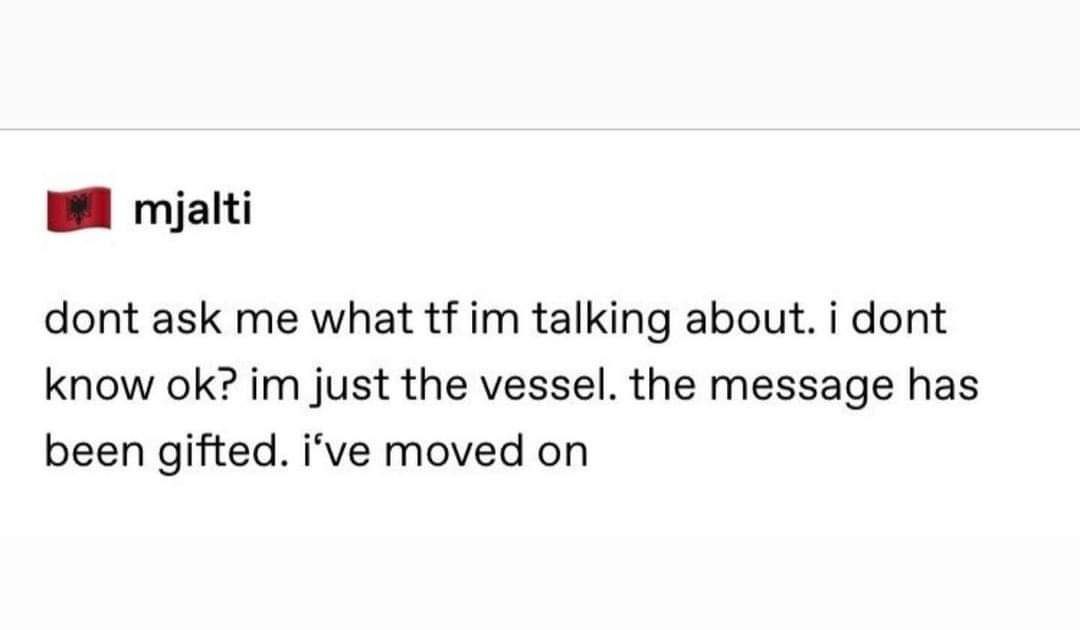 🇦🇱 mjalti
dont ask me what tf im talking about. i dont
know ok? im just the vessel. the message has
been gifted. i‘ve moved on